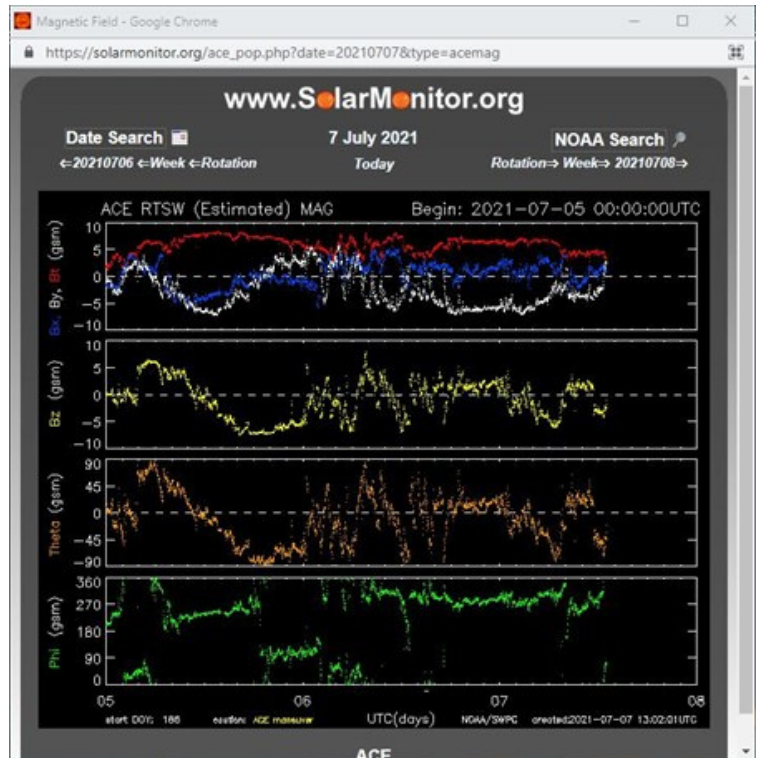 Magnetic Field - Google Chrome
https://solarmonitor.org/ace_pop.php?date=20210707&type=acemag
www.SolarMonitor.org
Date Search 7 July 2021 NOAA Search
⇐20210706 ⇐Week ⇐Rotation Today Rotation⇒ Week⇒ 20210708⇒
ACE RTSW (Estimated) MAG Begin: 2021-07-05 00:00:00UTC
Bx, By, Bt (gsm)
10
5
0
-5
-10
Bz (gsm)
10
5
0
-5
-10
Theta (gsm)
90
45
0
-45
-90
Phi (gsm)
360
270
180
90
0
05 06 07 08
start DOY: 186 caution: ACE maneuver UTC(days) NOAA/SWPC created:2021-07-07 13:02:01UTC
ACE